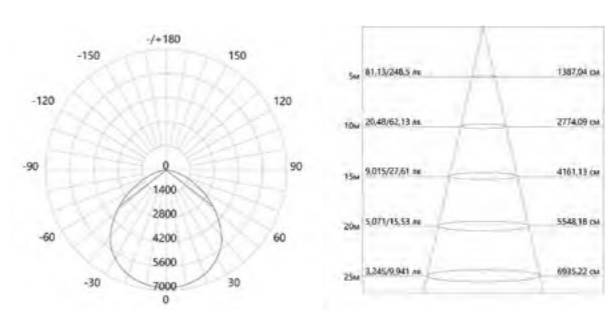 -/+180
-150 150
-120 120
-90 0 90
1400
2800
-60 4200 60
5600
-30 7000 30
0
5м 81,13/248,5 лк 1387,04 см
10м 20,48/62,13 лк 2774,09 см
15м 9,015/27,61 лк 4161,13 см
20м 5,071/15,53 лк 5548,18 см
25м 3,245/9,941 лк 6935,22 см